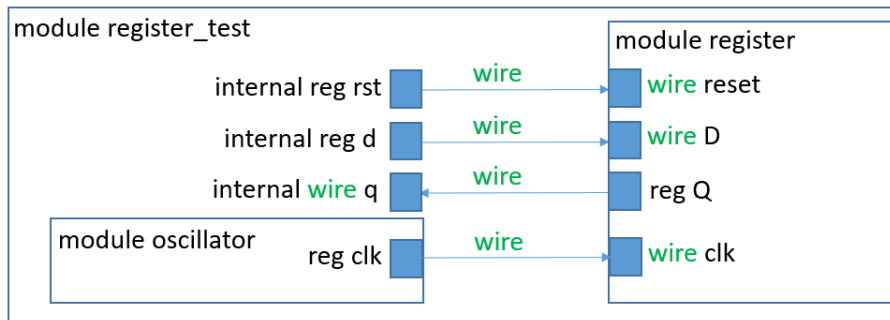 module register_test
module register
internal reg rst
wire
wire reset
internal reg d
wire
wire D
internal wire q
wire
reg Q
module oscillator
reg clk
wire
wire clk